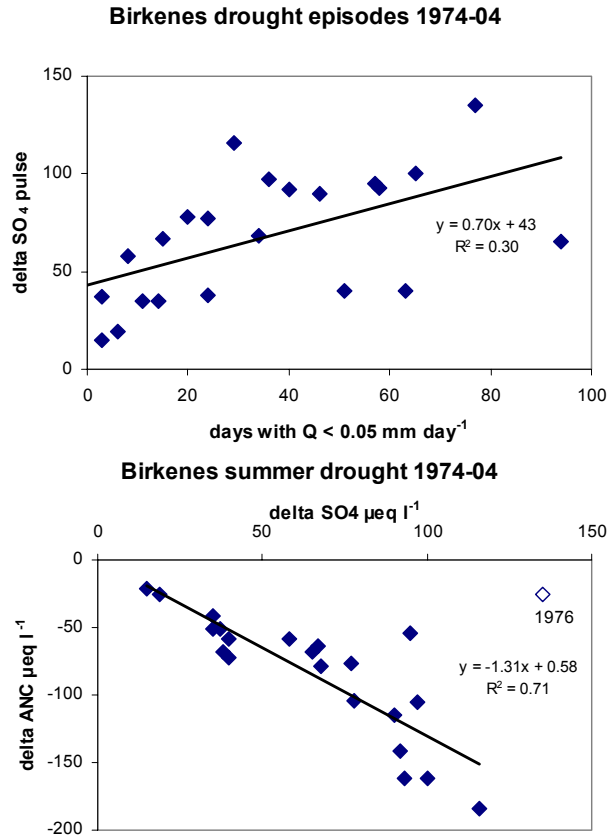 Birkenes drought episodes 1974-04
150
100
50
0
delta SO₄ pulse
y = 0.70x + 43
R² = 0.30
0 20 40 60 80 100
days with Q < 0.05 mm day⁻¹
Birkenes summer drought 1974-04
delta SO4 µeq l⁻¹
0 50 100 150
0
-50
-100
-150
-200
delta ANC µeq l⁻¹
1976
y = -1.31x + 0.58
R² = 0.71